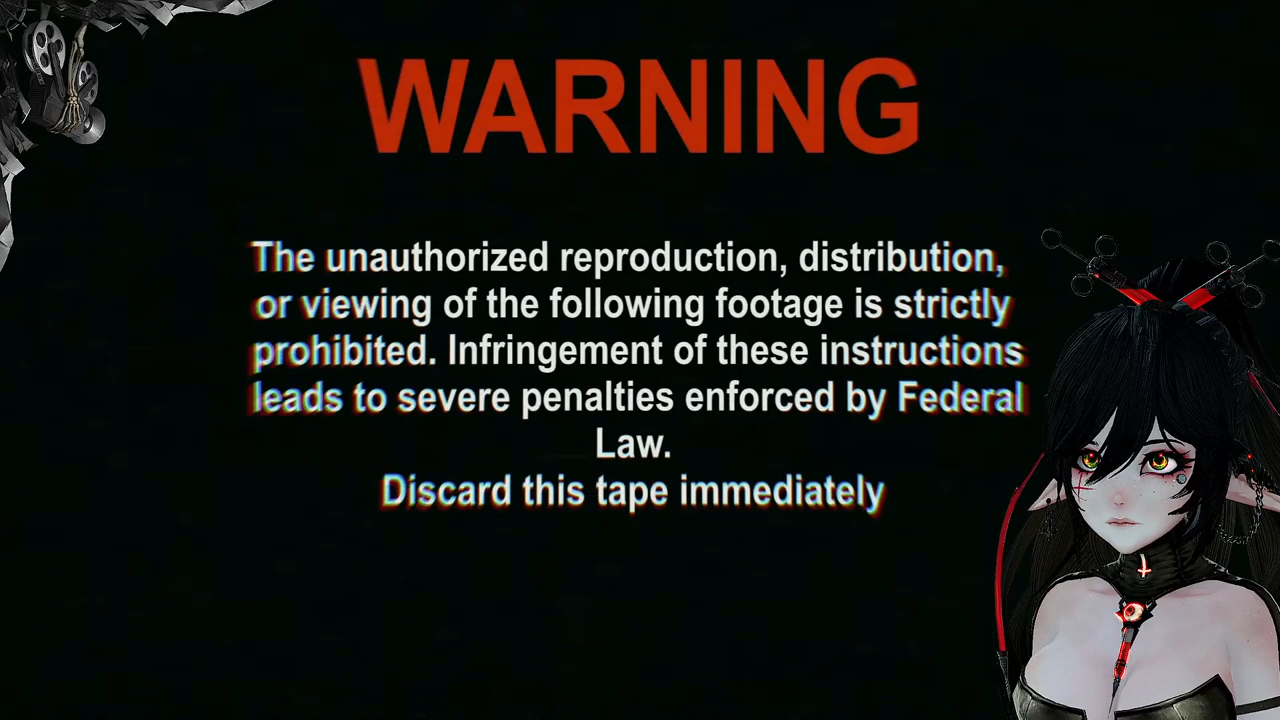 WARNING
The unauthorized reproduction, distribution,
or viewing of the following footage is strictly
prohibited. Infringement of these instructions
leads to severe penalties enforced by Federal
Law.
Discard this tape immediately